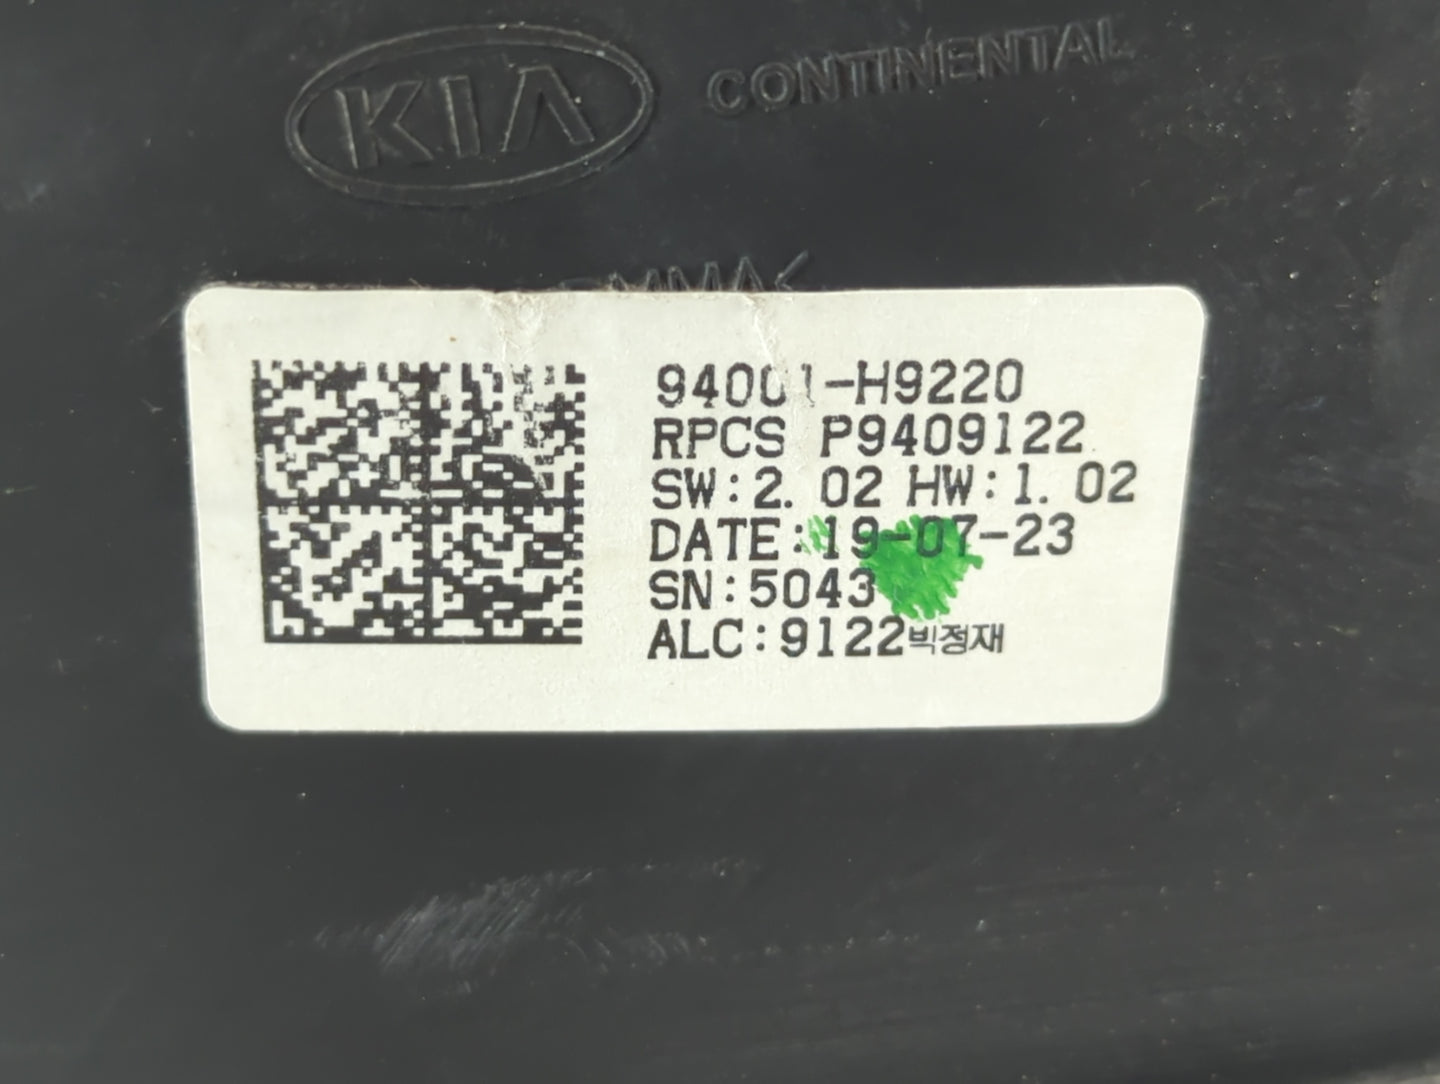 KIA
CONTINENTAL
94001-H9220
RPCS P9409122
SW:2. 02 HW:1. 02
DATE:19-07-23
SN:5043
ALC:9122빅정재